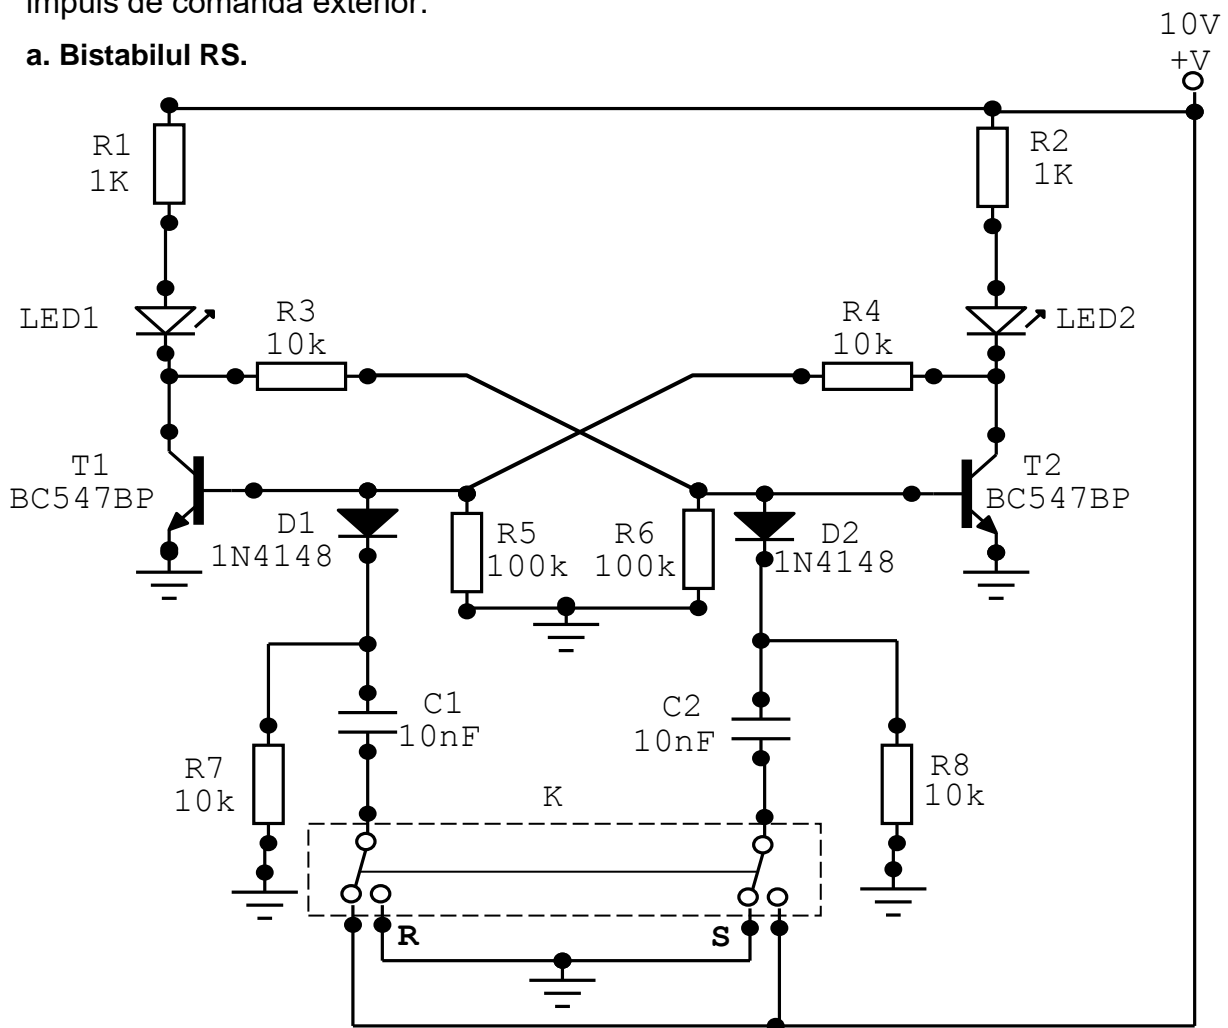 impuls de comanda exterior.
a. Bistabilul RS.
10V
+V
R1
1K
R2
1K
LED1
R3
10k
R4
10k
LED2
T1
BC547BP
T2
BC547BP
D1
1N4148
R5
100k
R6
100k
D2
1N4148
C1
10nF
C2
10nF
R7
10k
K
R8
10k
R
S